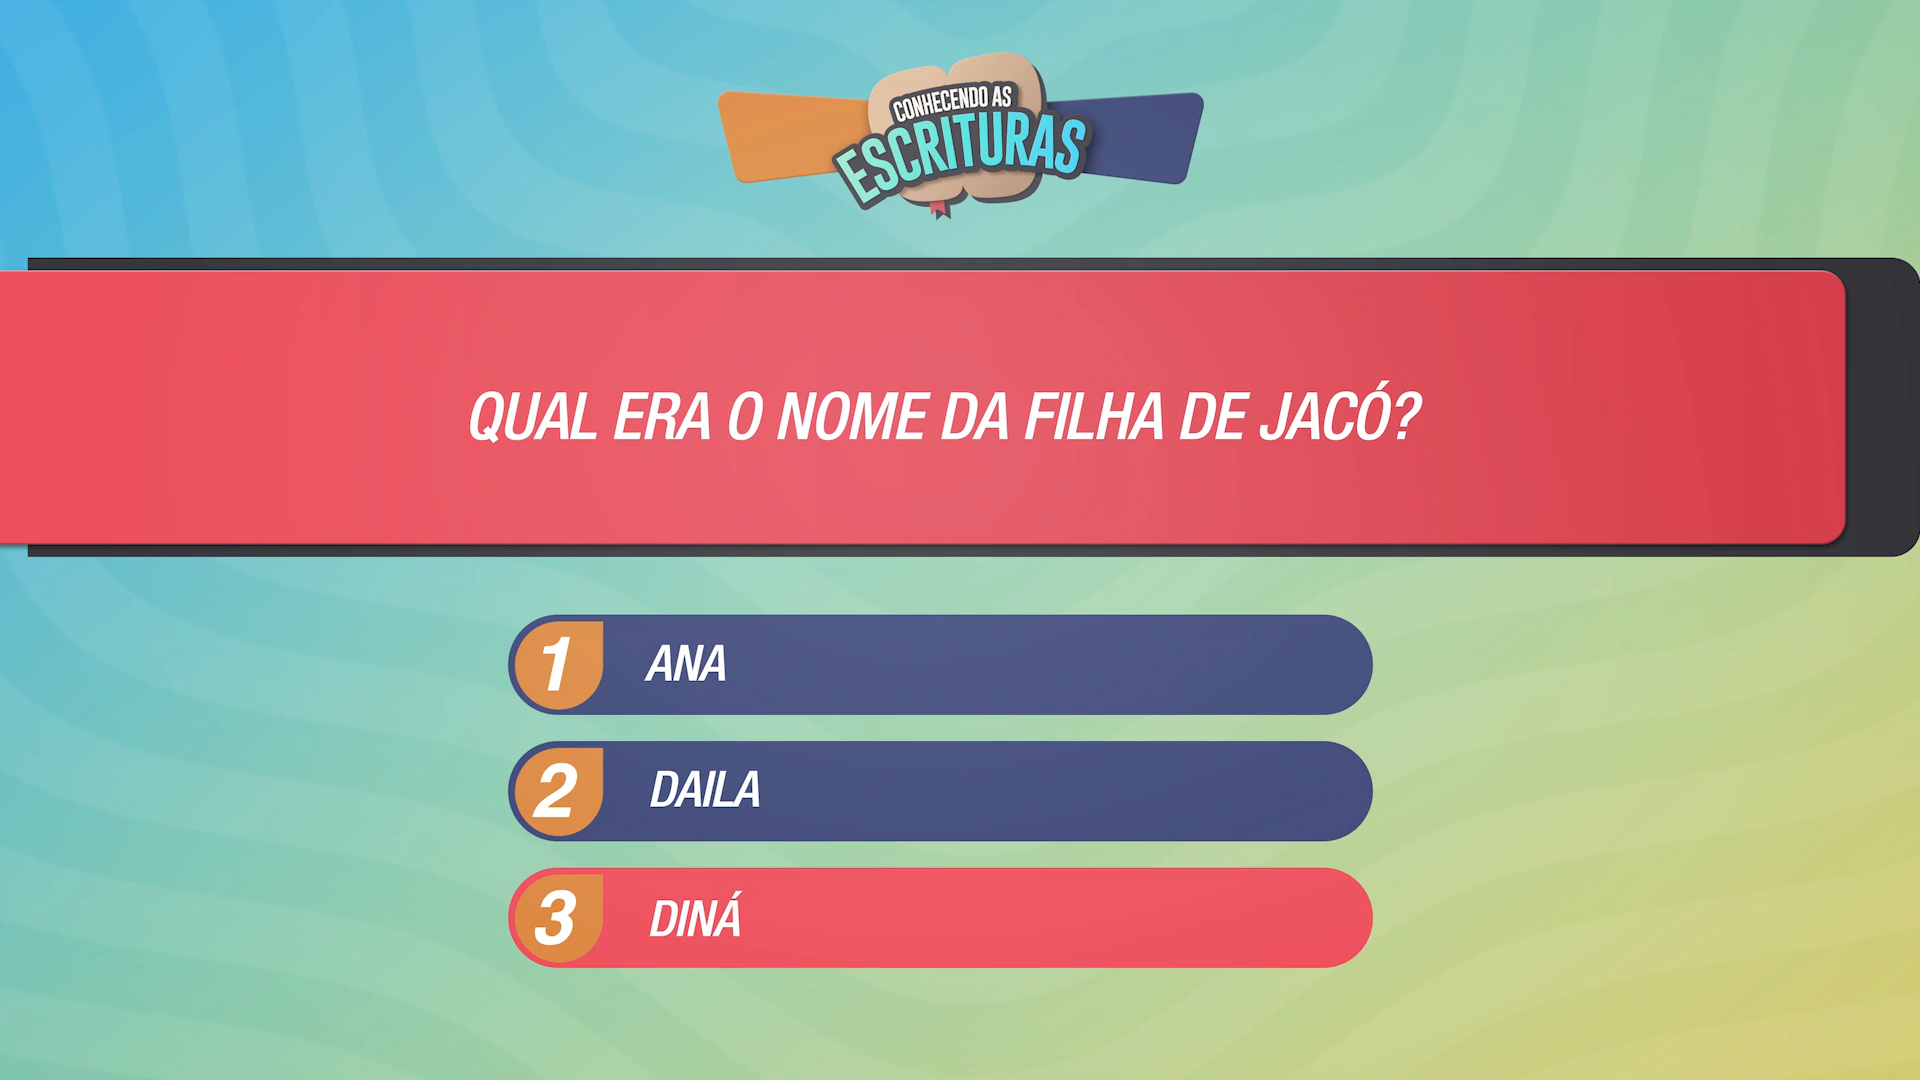 CONHECENDO AS
ESCRITURAS
QUAL ERA O NOME DA FILHA DE JACÓ?
1 ANA
2 DAILA
3 DINÁ